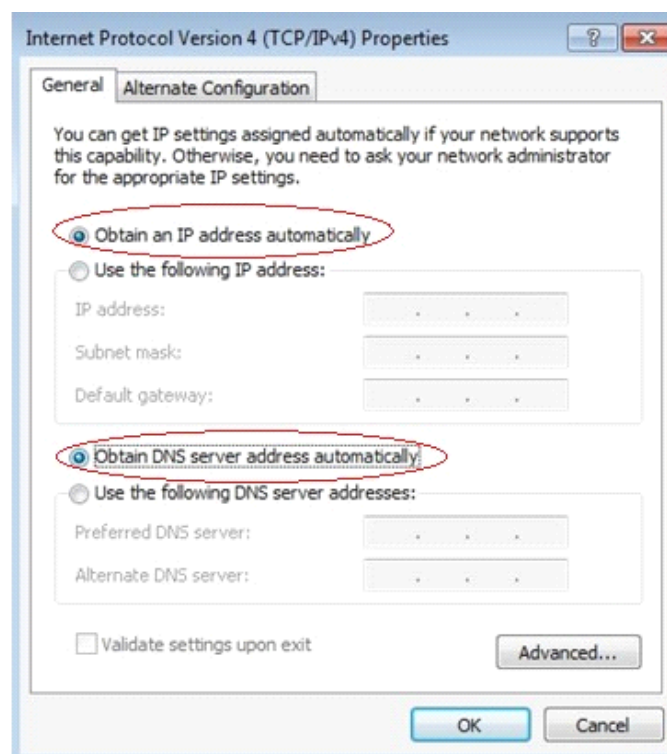 Internet Protocol Version 4 (TCP/IPv4) Properties
General
Alternate Configuration
You can get IP settings assigned automatically if your network supports
this capability. Otherwise, you need to ask your network administrator
for the appropriate IP settings.
Obtain an IP address automatically
Use the following IP address:
IP address:
Subnet mask:
Default gateway:
Obtain DNS server address automatically
Use the following DNS server addresses:
Preferred DNS server:
Alternate DNS server:
Validate settings upon exit
Advanced...
OK
Cancel